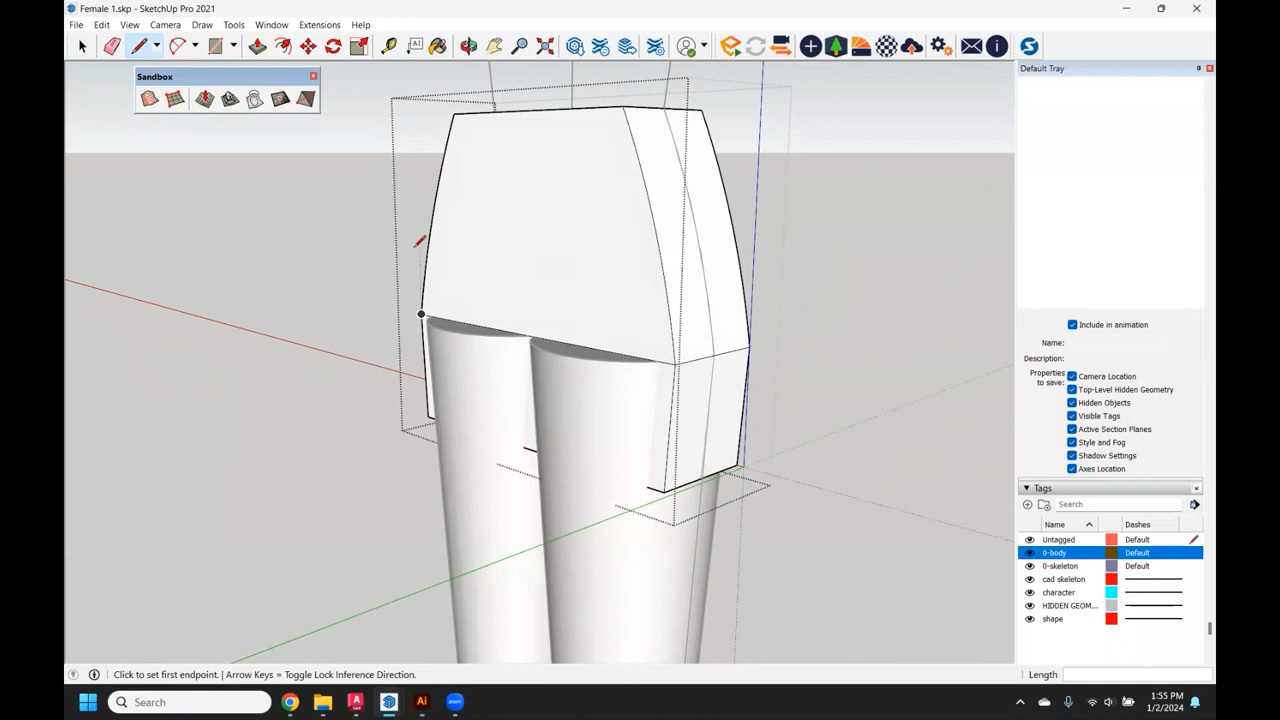 Female 1.skp - SketchUp Pro 2021
File Edit View Camera Draw Tools Window Extensions Help
Sandbox
Default Tray
Include in animation
Name:
Description:
Properties to save:
Camera Location
Top-Level Hidden Geometry
Hidden Objects
Visible Tags
Active Section Planes
Style and Fog
Shadow Settings
Axes Location
Tags
Search
Name Dashes
Untagged Default
0-body Default
0-skeleton Default
cad skeleton
character
HIDDEN GEOM...
shape
Click to set first endpoint. | Arrow Keys = Toggle Lock Inference Direction.
Length
Search
1:55 PM
1/2/2024